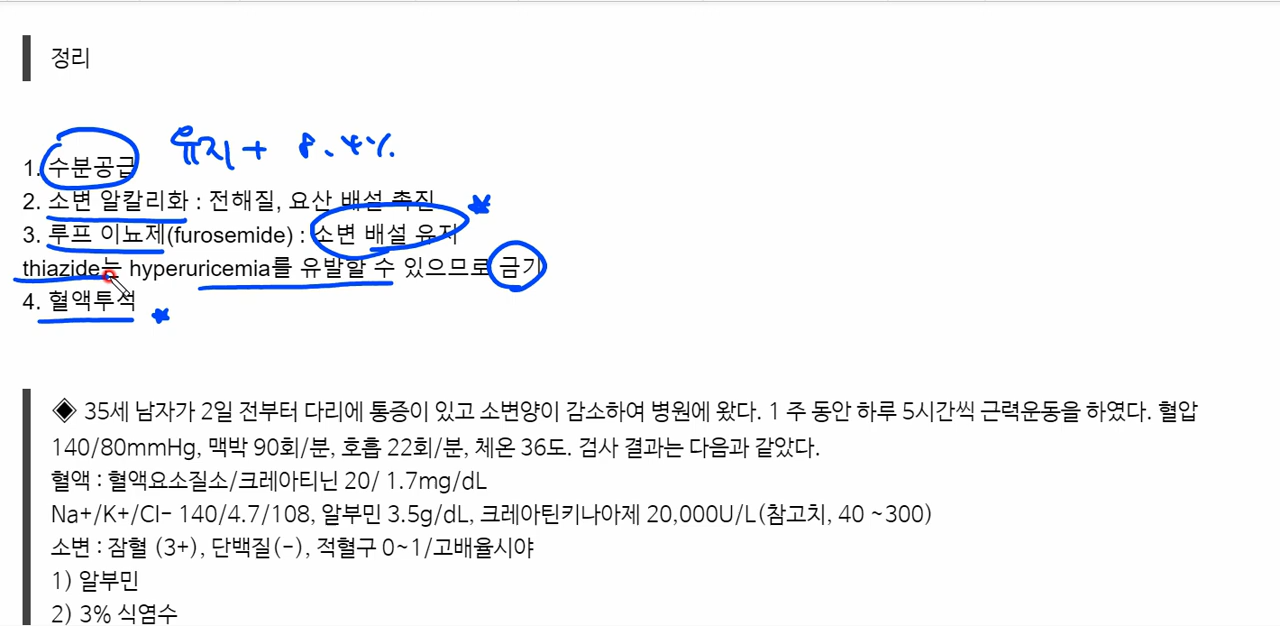 정리
유지 + 8.4%
1. 수분공급
2. 소변 알칼리화 : 전해질, 요산 배설 촉진
3. 루프 이뇨제(furosemide) : 소변 배설 유지
thiazide는 hyperuricemia를 유발할 수 있으므로 금기
4. 혈액투석
◈ 35세 남자가 2일 전부터 다리에 통증이 있고 소변양이 감소하여 병원에 왔다. 1 주 동안 하루 5시간씩 근력운동을 하였다. 혈압
140/80mmHg, 맥박 90회/분, 호흡 22회/분, 체온 36도. 검사 결과는 다음과 같았다.
혈액 : 혈액요소질소/크레아티닌 20/ 1.7mg/dL
Na+/K+/Cl- 140/4.7/108, 알부민 3.5g/dL, 크레아틴키나아제 20,000U/L(참고치, 40 ~300)
소변 : 잠혈 (3+), 단백질(-), 적혈구 0~1/고배율시야
1) 알부민
2) 3% 식염수